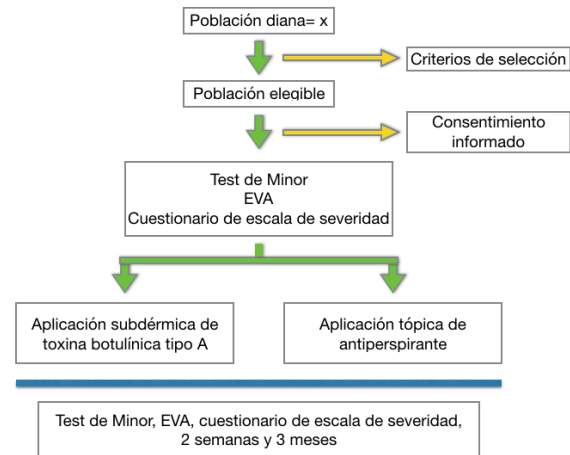 Población diana= x
Criterios de selección
Población elegible
Consentimiento
informado
Test de Minor
EVA
Cuestionario de escala de severidad
Aplicación subdérmica de
toxina botulínica tipo A
Aplicación tópica de
antiperspirante
Test de Minor, EVA, cuestionario de escala de severidad,
2 semanas y 3 meses